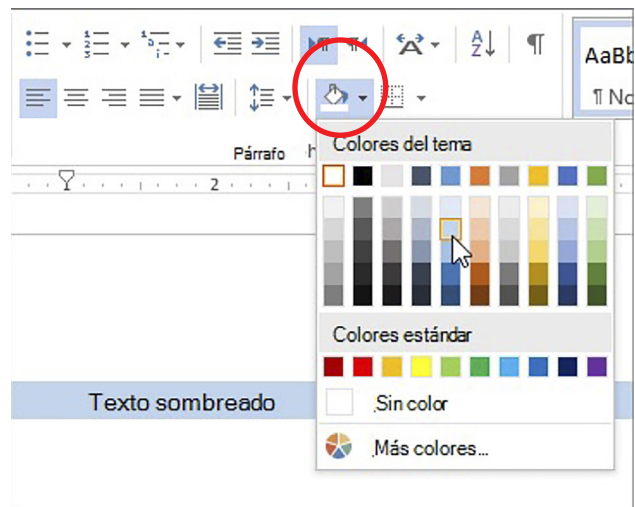 AaBb
¶ No
Párrafo
2
Colores del tema
Colores estándar
Texto sombreado
Sin color
Más colores...